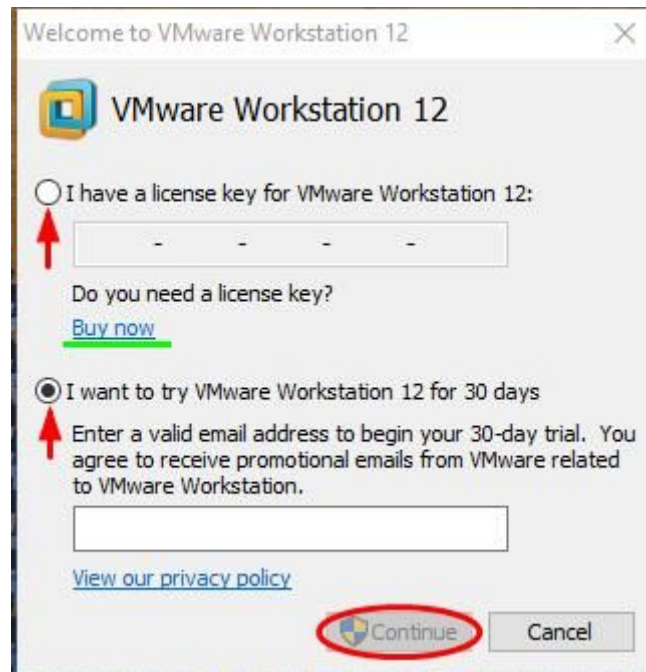 Welcome to VMware Workstation 12
VMware Workstation 12
I have a license key for VMware Workstation 12:
- - - -
Do you need a license key?
Buy now
I want to try VMware Workstation 12 for 30 days
Enter a valid email address to begin your 30-day trial. You
agree to receive promotional emails from VMware related
to VMware Workstation.
View our privacy policy
Continue Cancel